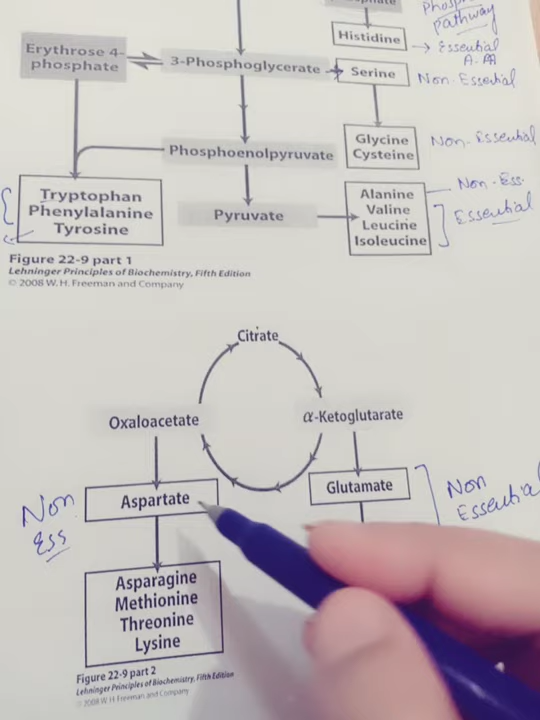 Phosp
pathway
Histidine
→ Essential
A. AA
Erythrose 4-
phosphate
3-Phosphoglycerate
Serine
Non-Essential
Glycine
Cysteine
Non-Essential
Phosphoenolpyruvate
Tryptophan
Phenylalanine
Tyrosine
Pyruvate
Alanine
Valine
Leucine
Isoleucine
Non-Ess.
Essential
Figure 22-9 part 1
Lehninger Principles of Biochemistry, Fifth Edition
© 2008 W. H. Freeman and Company
Citrate
Oxaloacetate
α-Ketoglutarate
Aspartate
Glutamate
Non
Ess
Non
Essential
Asparagine
Methionine
Threonine
Lysine
Figure 22-9 part 2
Lehninger Principles of Biochemistry, Fifth Edition
© 2008 W. H. Freeman and Company